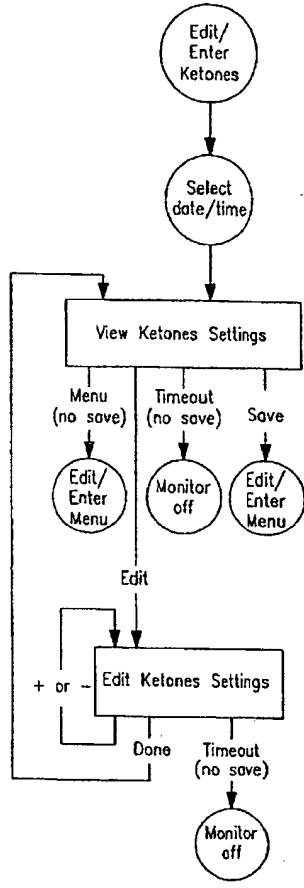 Edit/
Enter
Ketones
Select
date/time
View Ketones Settings
Menu
(no save)
Timeout
(no save)
Save
Edit/
Enter
Menu
Monitor
off
Edit/
Enter
Menu
Edit
+ or -
Edit Ketones Settings
Done
Timeout
(no save)
Monitor
off